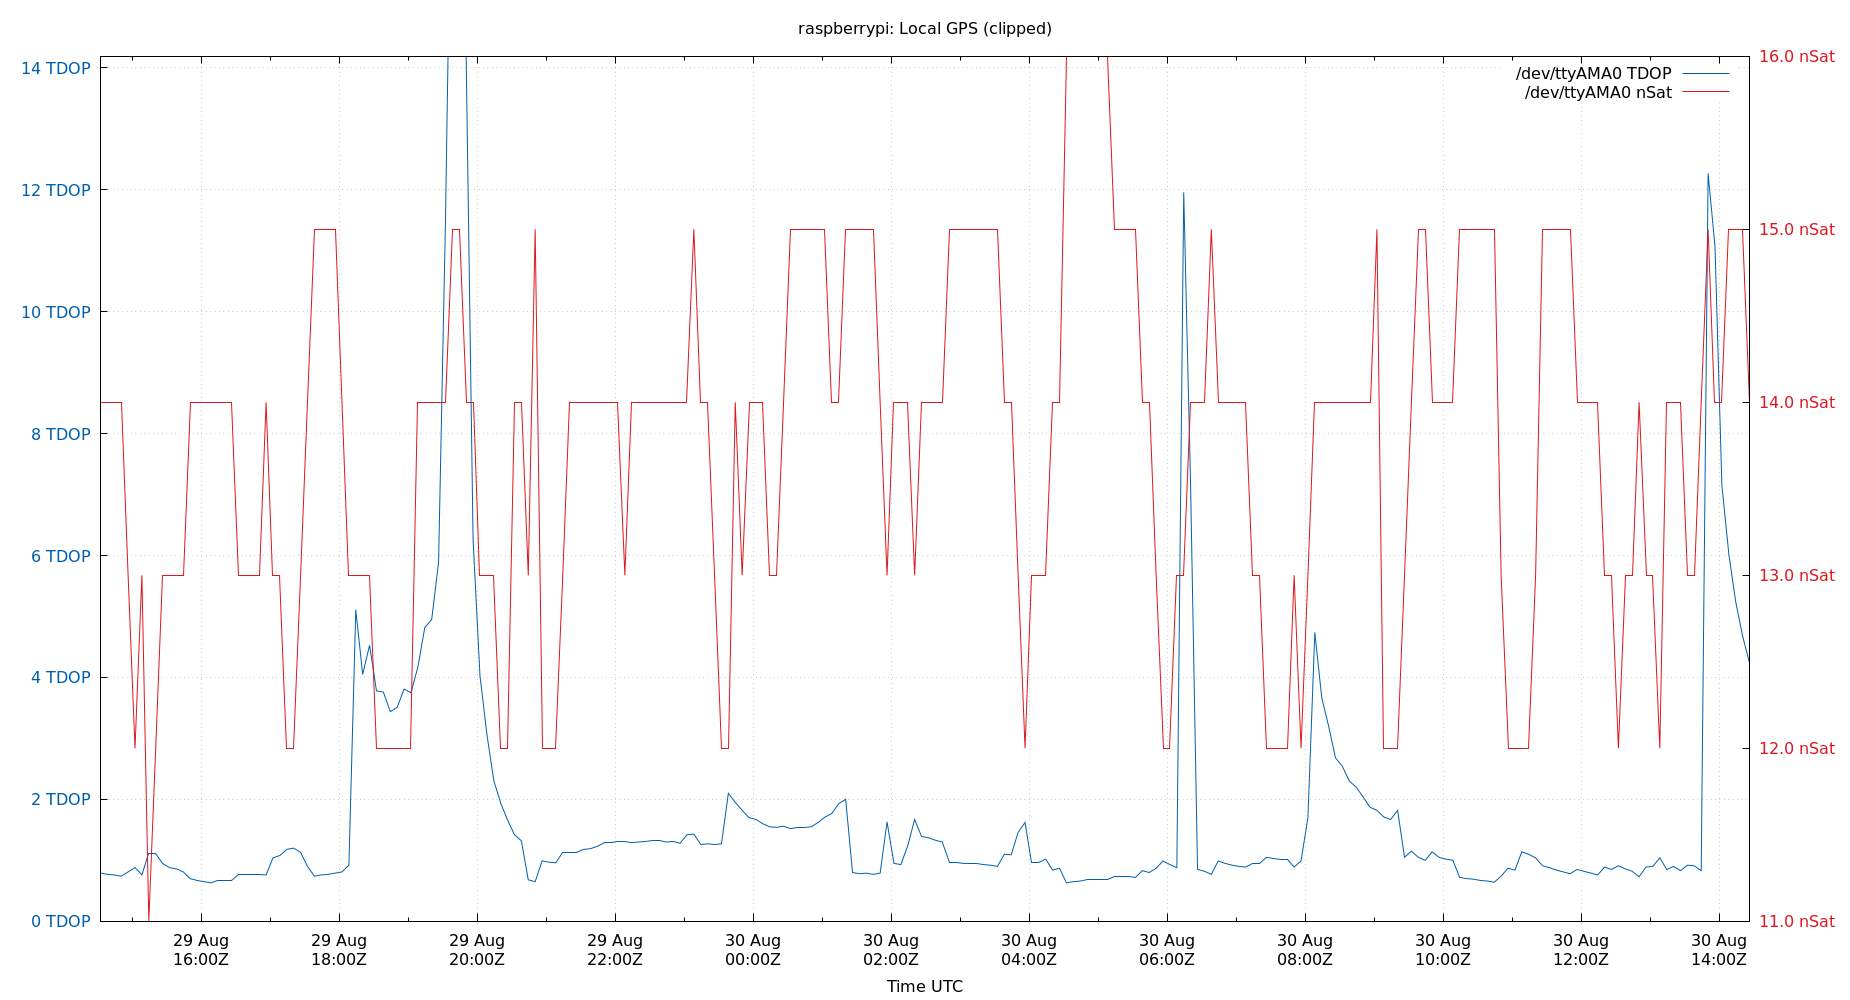 raspberrypi: Local GPS (clipped)
14 TDOP
12 TDOP
10 TDOP
8 TDOP
6 TDOP
4 TDOP
2 TDOP
0 TDOP
/dev/ttyAMA0 TDOP
/dev/ttyAMA0 nSat
16.0 nSat
15.0 nSat
14.0 nSat
13.0 nSat
12.0 nSat
11.0 nSat
29 Aug
16:00Z
29 Aug
18:00Z
29 Aug
20:00Z
29 Aug
22:00Z
30 Aug
00:00Z
30 Aug
02:00Z
30 Aug
04:00Z
30 Aug
06:00Z
30 Aug
08:00Z
30 Aug
10:00Z
30 Aug
12:00Z
30 Aug
14:00Z
Time UTC